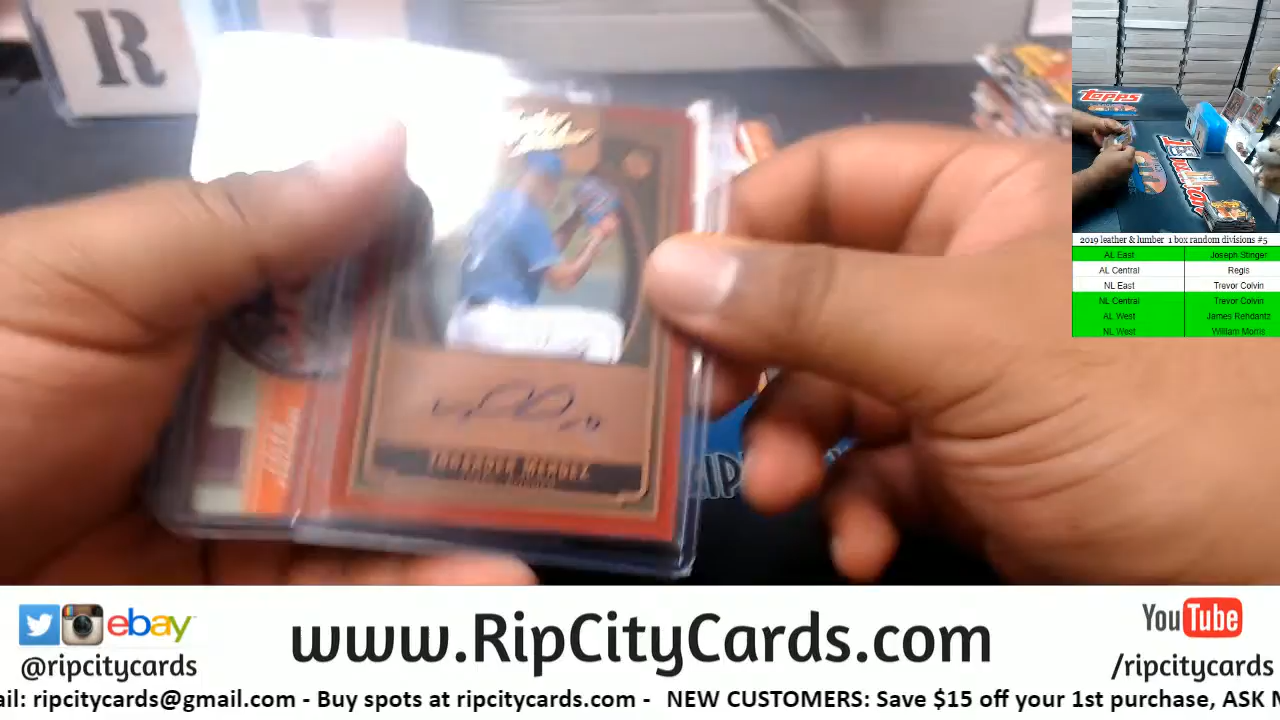 R
MENDEZ
Topps
2019 leather & lumber 1 box random divisions #5
AL East Joseph Stinger
AL Central Regis
NL East Trevor Colvin
NL Central Trevor Colvin
AL West James Rehdantz
NL West William Morris
ebay
@ripcitycards
www.RipCityCards.com
YouTube
/ripcitycards
ail: ripcitycards@gmail.com - Buy spots at ripcitycards.com - NEW CUSTOMERS: Save $15 off your 1st purchase, ASK